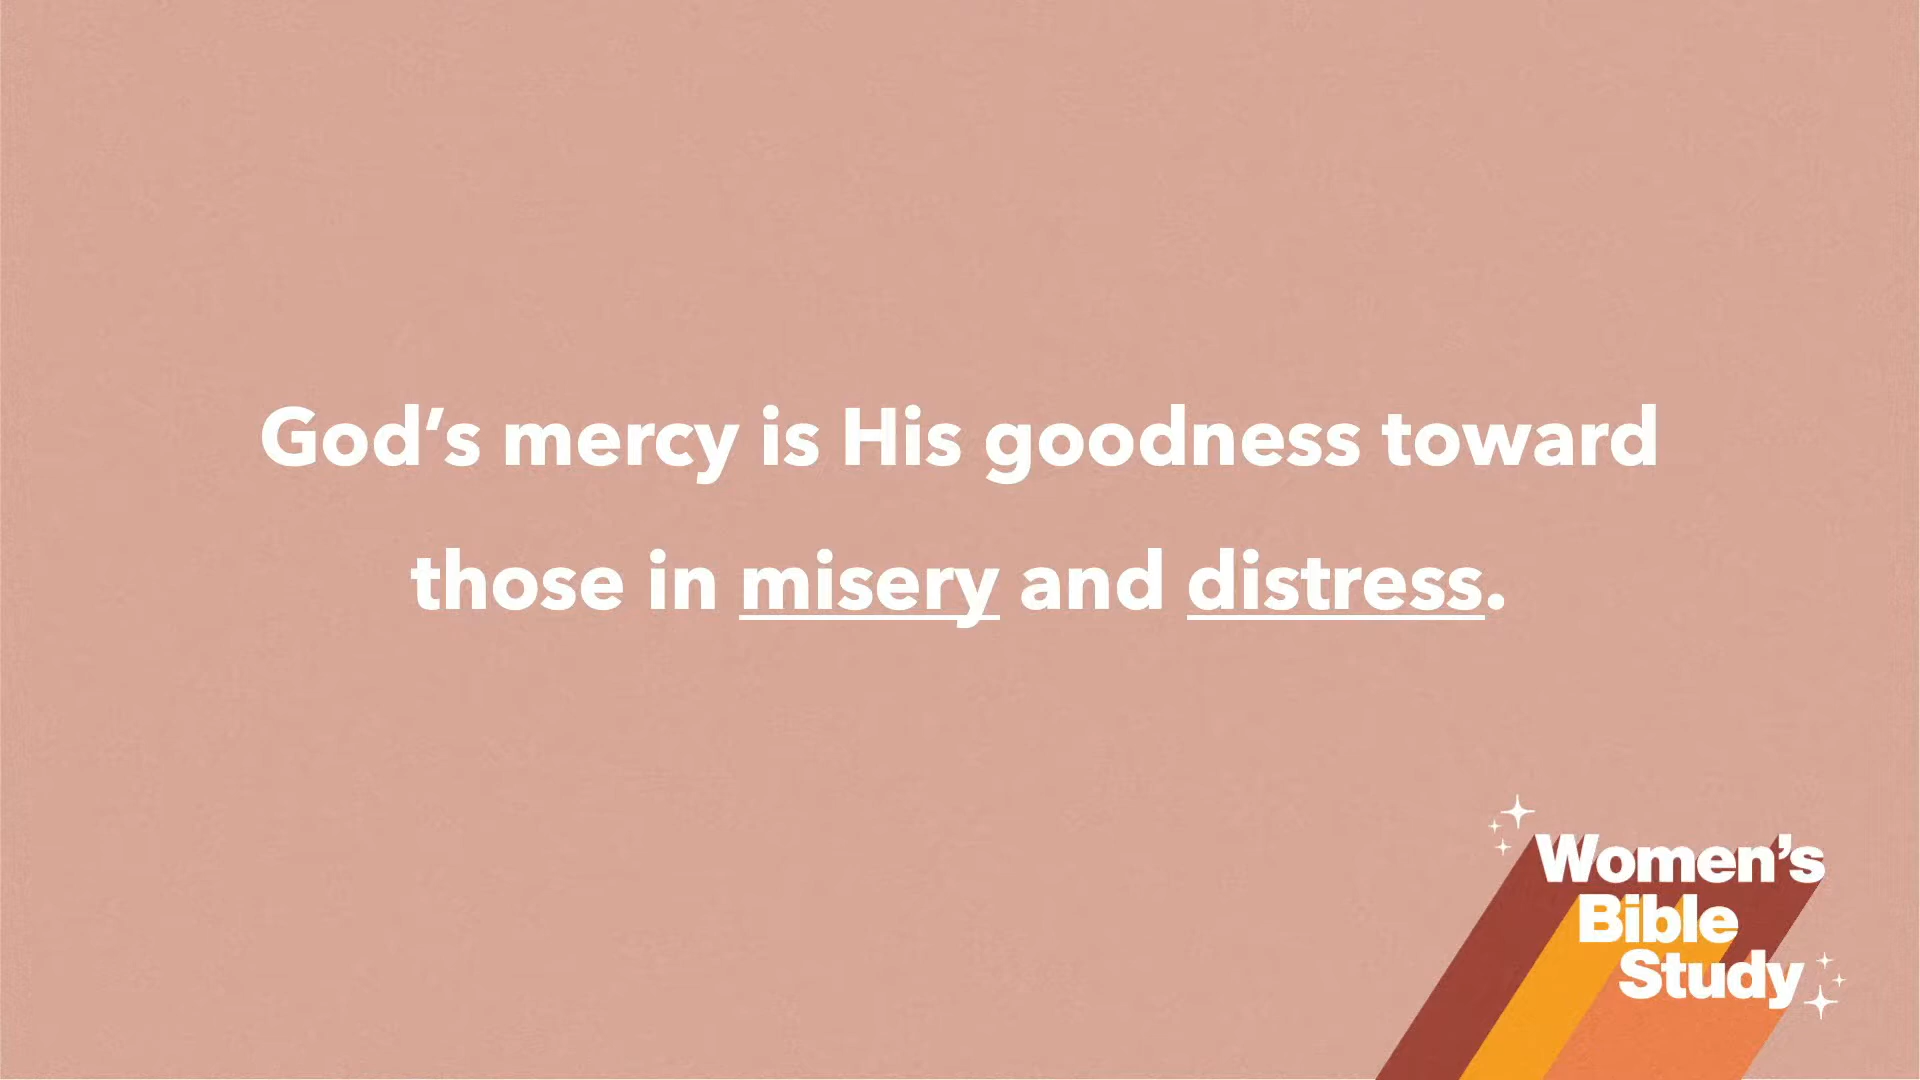 God’s mercy is His goodness toward
those in misery and distress.
Women’s
Bible
Study